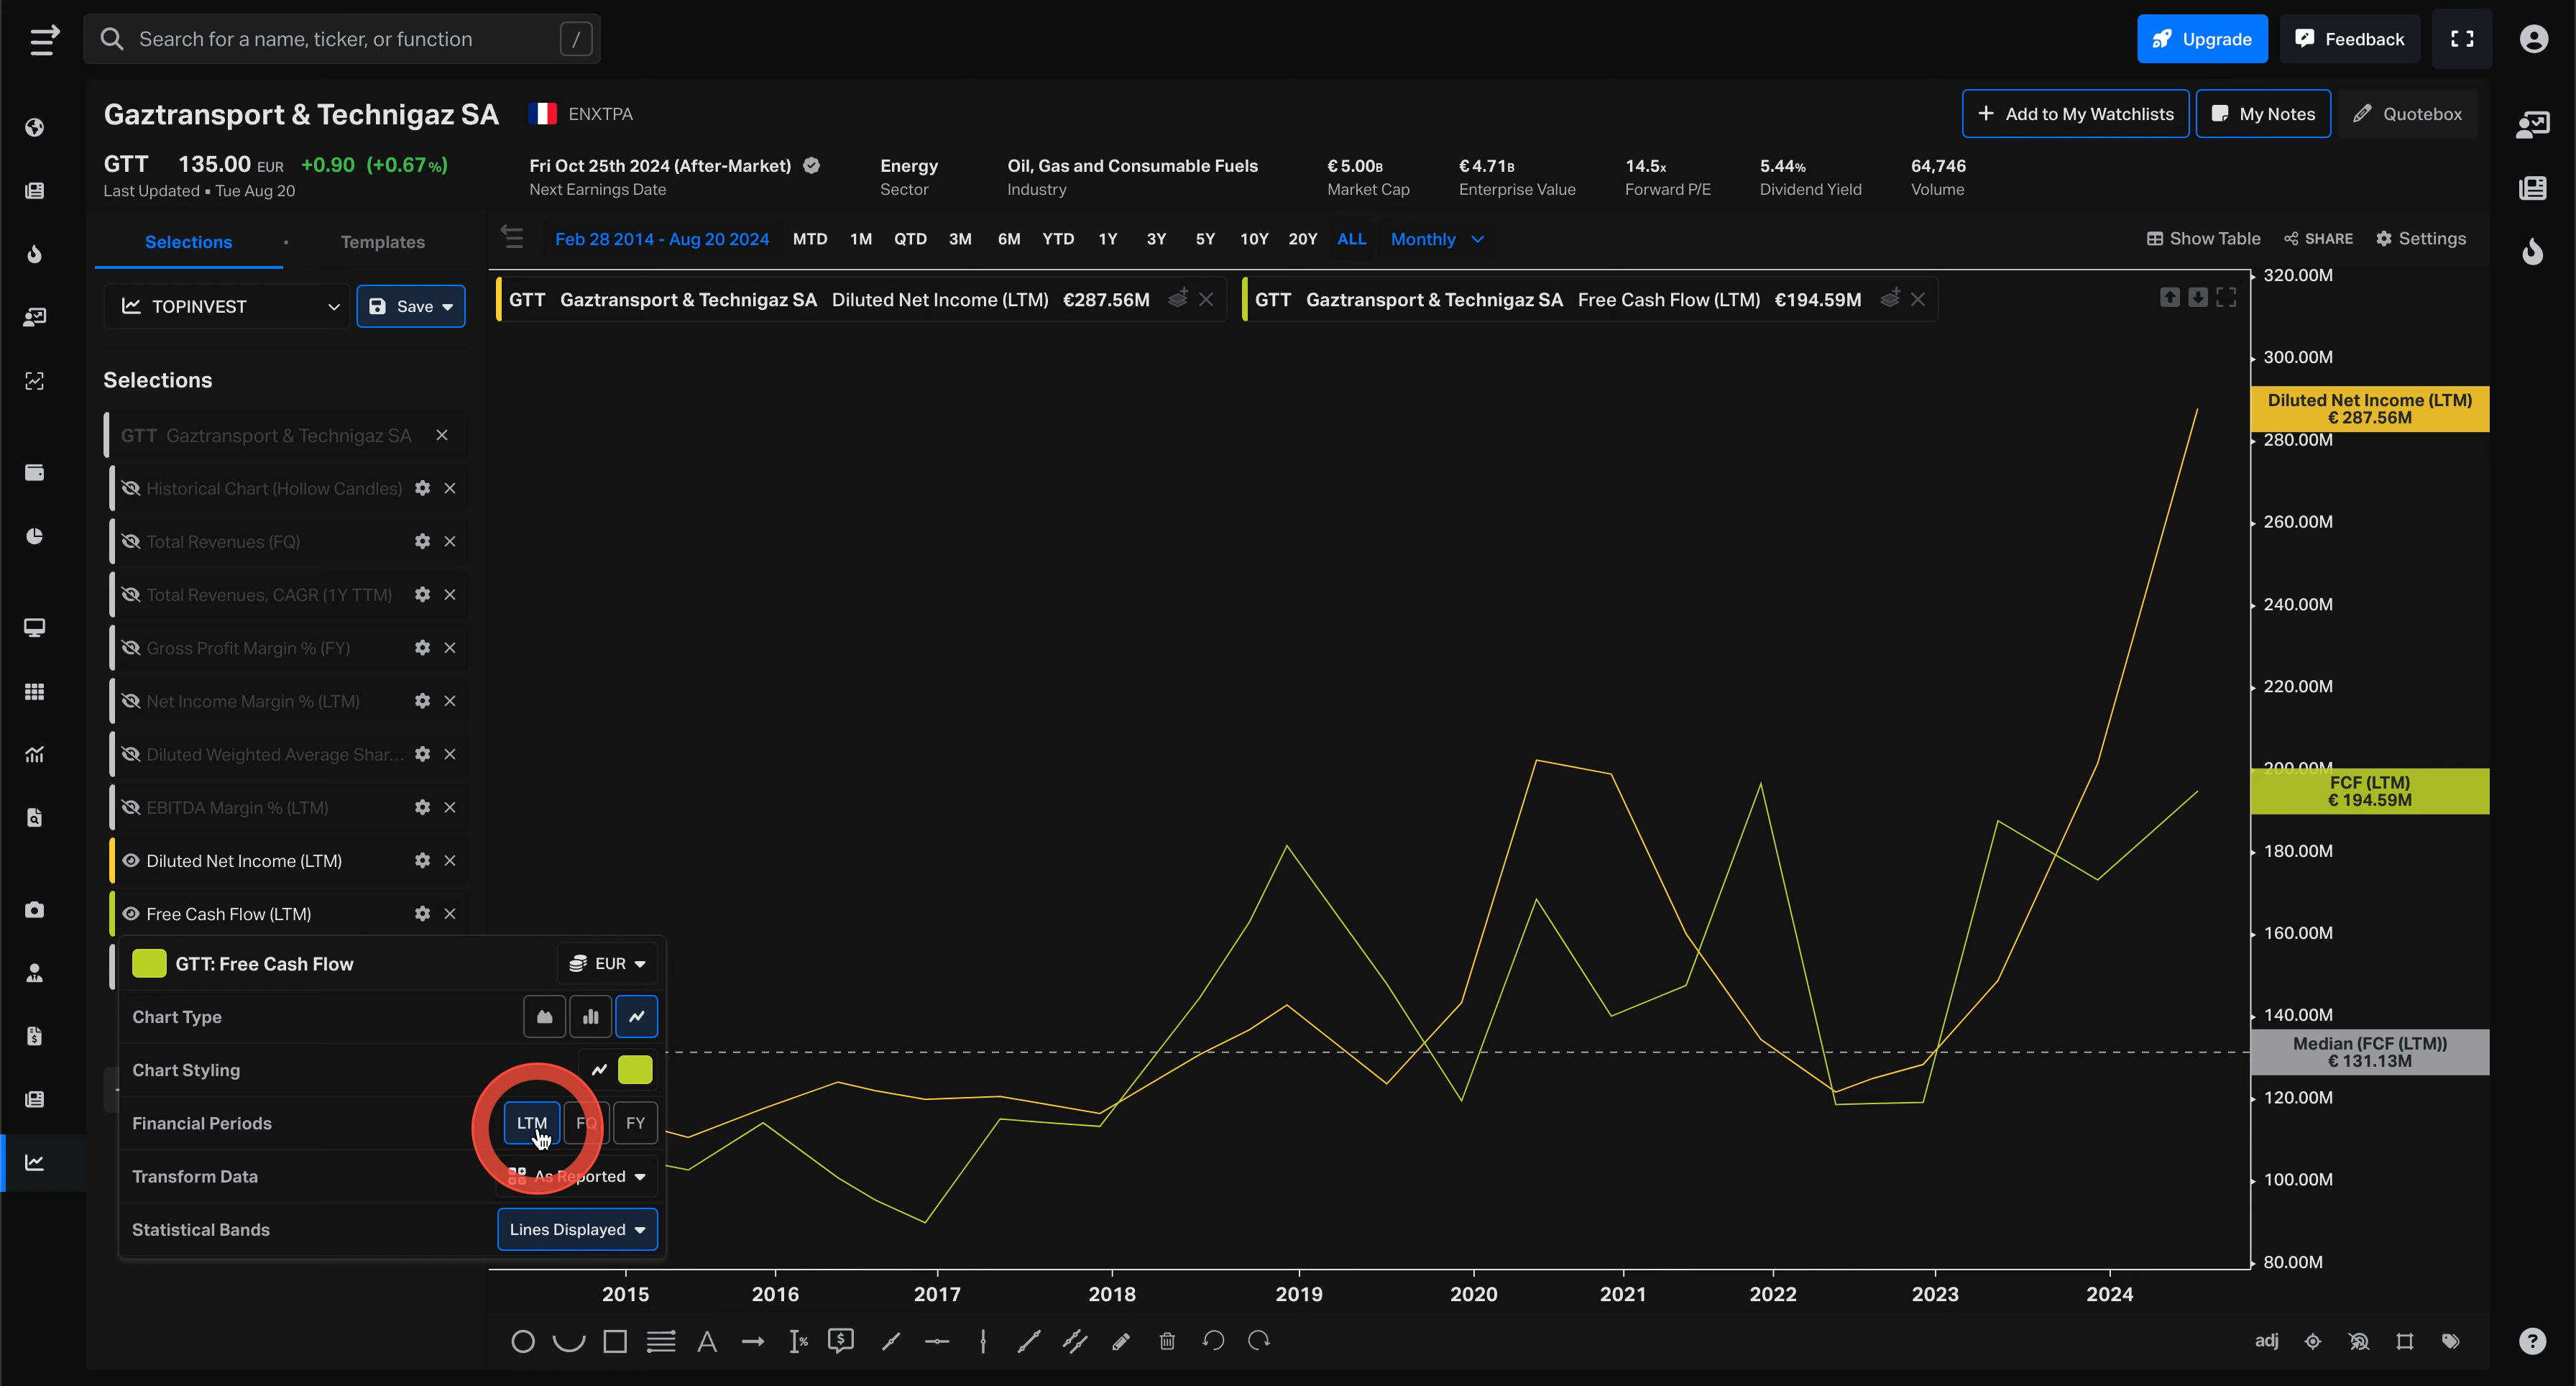 Search for a name, ticker, or function
/
Upgrade
Feedback
Gaztransport & Technigaz SA
ENXTPA
+ Add to My Watchlists
My Notes
Quotebox
GTT 135.00 EUR +0.90 (+0.67%)
Last Updated ▪ Tue Aug 20
Fri Oct 25th 2024 (After-Market)
Next Earnings Date
Energy
Sector
Oil, Gas and Consumable Fuels
Industry
€5.00B
Market Cap
€4.71B
Enterprise Value
14.5x
Forward P/E
5.44%
Dividend Yield
64,746
Volume
Selections
Templates
Feb 28 2014 - Aug 20 2024 MTD 1M QTD 3M 6M YTD 1Y 3Y 5Y 10Y 20Y ALL Monthly
Show Table
SHARE
Settings
TOPINVEST
Save
GTT Gaztransport & Technigaz SA Diluted Net Income (LTM) €287.56M
GTT Gaztransport & Technigaz SA Free Cash Flow (LTM) €194.59M
Selections
GTT Gaztransport & Technigaz SA
Historical Chart (Hollow Candles)
Total Revenues (FQ)
Total Revenues, CAGR (1Y TTM)
Gross Profit Margin % (FY)
Net Income Margin % (LTM)
Diluted Weighted Average Shar...
EBITDA Margin % (LTM)
Diluted Net Income (LTM)
Free Cash Flow (LTM)
GTT: Free Cash Flow
EUR
Chart Type
Chart Styling
Financial Periods
LTM FQ FY
Transform Data
As Reported
Statistical Bands
Lines Displayed
320.00M
300.00M
Diluted Net Income (LTM)
€ 287.56M
280.00M
260.00M
240.00M
220.00M
200.00M
FCF (LTM)
€ 194.59M
180.00M
160.00M
140.00M
Median (FCF (LTM))
€ 131.13M
120.00M
100.00M
80.00M
2015 2016 2017 2018 2019 2020 2021 2022 2023 2024
adj